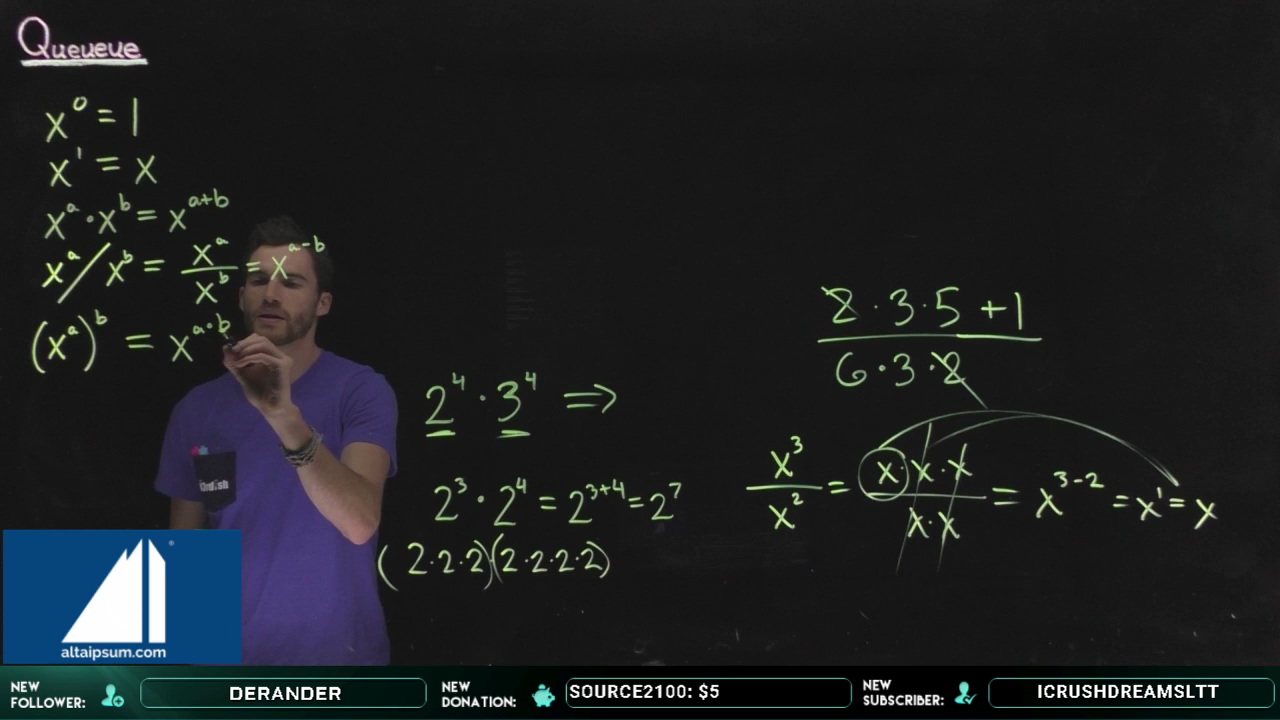 Queueue
x⁰ = 1
x¹ = x
xᵃ · xᵇ = xᵃ⁺ᵇ
xᵃ / xᵇ = xᵃ/xᵇ = xᵃ⁻ᵇ
(xᵃ)ᵇ = xᵃ·ᵇ
2⁴ · 3⁴ ⇒
2³ · 2⁴ = 2³⁺⁴ = 2⁷
(2·2·2)(2·2·2·2)
2 · 3 · 5 + 1
6 · 3 · 2
x³/x² = x·x·x/x·x = x³⁻² = x¹ = x
altaipsum.com
NEW FOLLOWER: DERANDER
NEW DONATION: SOURCE2100: $5
NEW SUBSCRIBER: ICRUSHDREAMSLTT